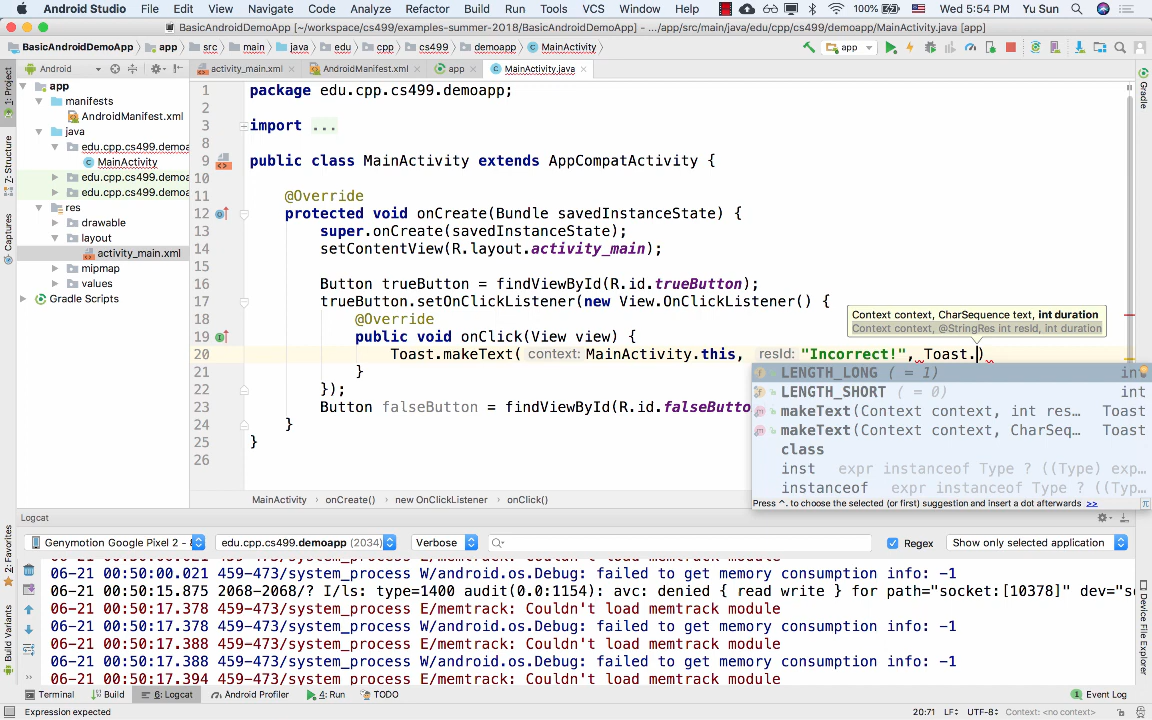 Android Studio File Edit View Navigate Code Analyze Refactor Build Run Tools VCS Window Help 100% Wed 5:54 PM Yu Sun
BasicAndroidDemoApp [~/workspace/cs499/examples-summer-2018/BasicAndroidDemoApp] - .../app/src/main/java/edu/cpp/cs499/demoapp/MainActivity.java [app]
BasicAndroidDemoApp app src main java edu cpp cs499 demoapp MainActivity app
Android activity_main.xml AndroidManifest.xml app MainActivity.java
1: Project
7: Structure
Captures
2: Favorites
Build Variants
Gradle
Device File Explorer
app
manifests
AndroidManifest.xml
java
edu.cpp.cs499.demoa
MainActivity
edu.cpp.cs499.demoa
edu.cpp.cs499.demoa
res
drawable
layout
activity_main.xml
mipmap
values
Gradle Scripts
1 package edu.cpp.cs499.demoapp;
2
3 import ...
8
9 public class MainActivity extends AppCompatActivity {
10
11 @Override
12 protected void onCreate(Bundle savedInstanceState) {
13 super.onCreate(savedInstanceState);
14 setContentView(R.layout.activity_main);
15
16 Button trueButton = findViewById(R.id.trueButton);
17 trueButton.setOnClickListener(new View.OnClickListener() {
18 @Override
19 public void onClick(View view) {
20 Toast.makeText( context: MainActivity.this, resId: "Incorrect!", Toast.)
21 }
22 });
23 Button falseButton = findViewById(R.id.falseButto
24 }
25 }
26
Context context, CharSequence text, int duration
Context context, @StringRes int resId, int duration
LENGTH_LONG ( = 1) in
LENGTH_SHORT ( = 0) int
makeText(Context context, int res... Toast
makeText(Context context, CharSeq... Toast
class
inst expr instanceof Type ? ((Type) exp...
instanceof expr instanceof Type ? ((Typ...
Press ^. to choose the selected (or first) suggestion and insert a dot afterwards >>
MainActivity › onCreate() › new OnClickListener › onClick()
Logcat
Genymotion Google Pixel 2 - edu.cpp.cs499.demoapp (2034) Verbose Regex Show only selected application
06-21 00:50:00.021 459-473/system_process W/android.os.Debug: failed to get memory consumption info: -1
06-21 00:50:15.875 2068-2068/? I/ls: type=1400 audit(0.0:1154): avc: denied { read write } for path="socket:[10378]" dev="so
06-21 00:50:17.378 459-473/system_process E/memtrack: Couldn't load memtrack module
06-21 00:50:17.378 459-473/system_process W/android.os.Debug: failed to get memory consumption info: -1
06-21 00:50:17.388 459-473/system_process E/memtrack: Couldn't load memtrack module
06-21 00:50:17.388 459-473/system_process W/android.os.Debug: failed to get memory consumption info: -1
06-21 00:50:17.394 459-473/system_process E/memtrack: Couldn't load memtrack module
Terminal Build 6: Logcat Android Profiler 4: Run TODO Event Log
Expression expected 20:71 LF UTF-8 Context: <no context>